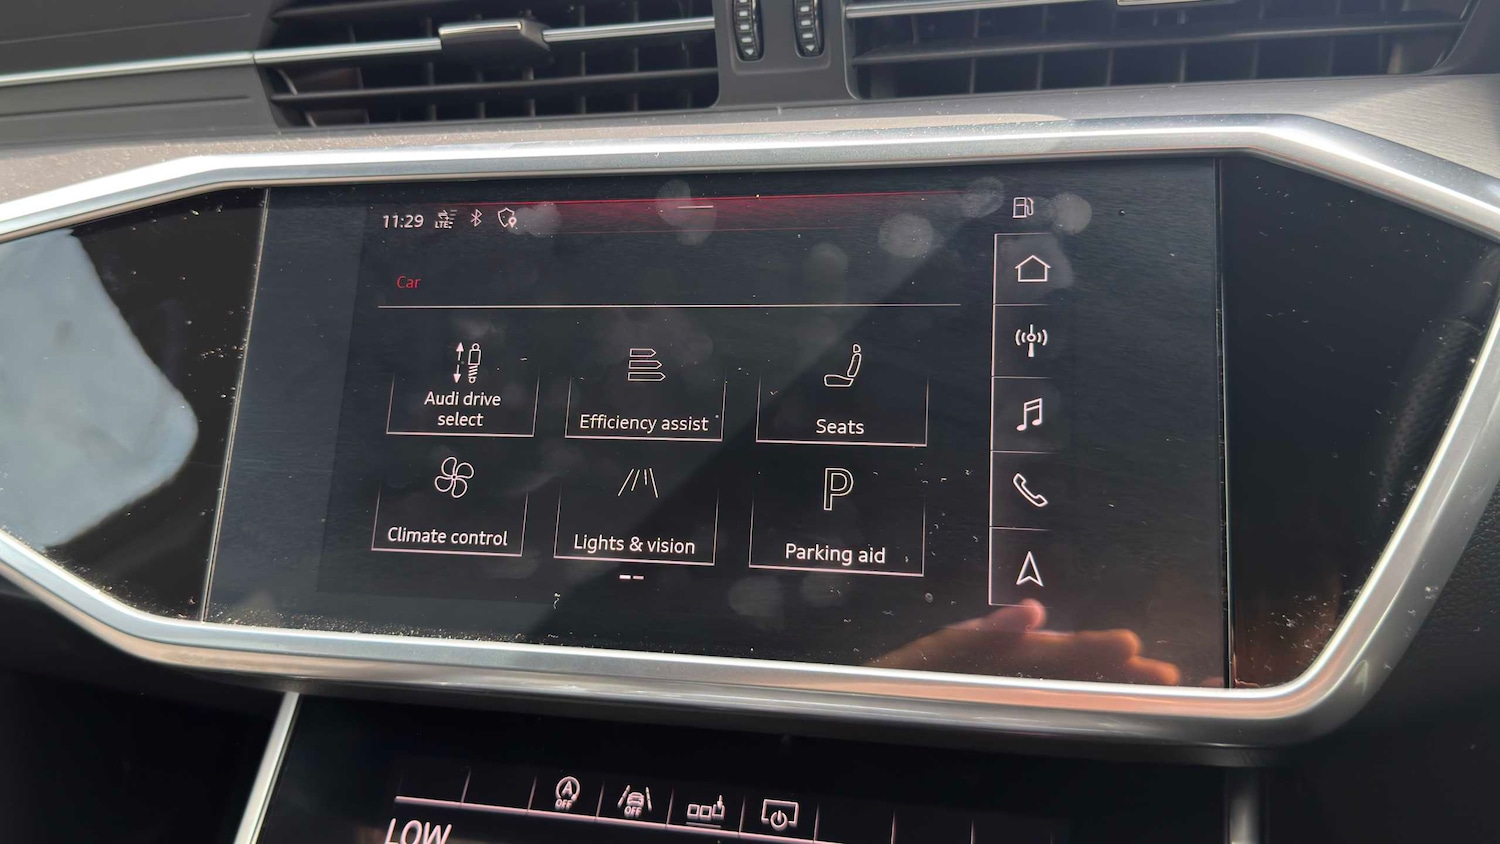 11:29 LTE
Car
Audi drive
select
Efficiency assist
Seats
Climate control
Lights & vision
P
Parking aid
A
OFF
OFF
LOW